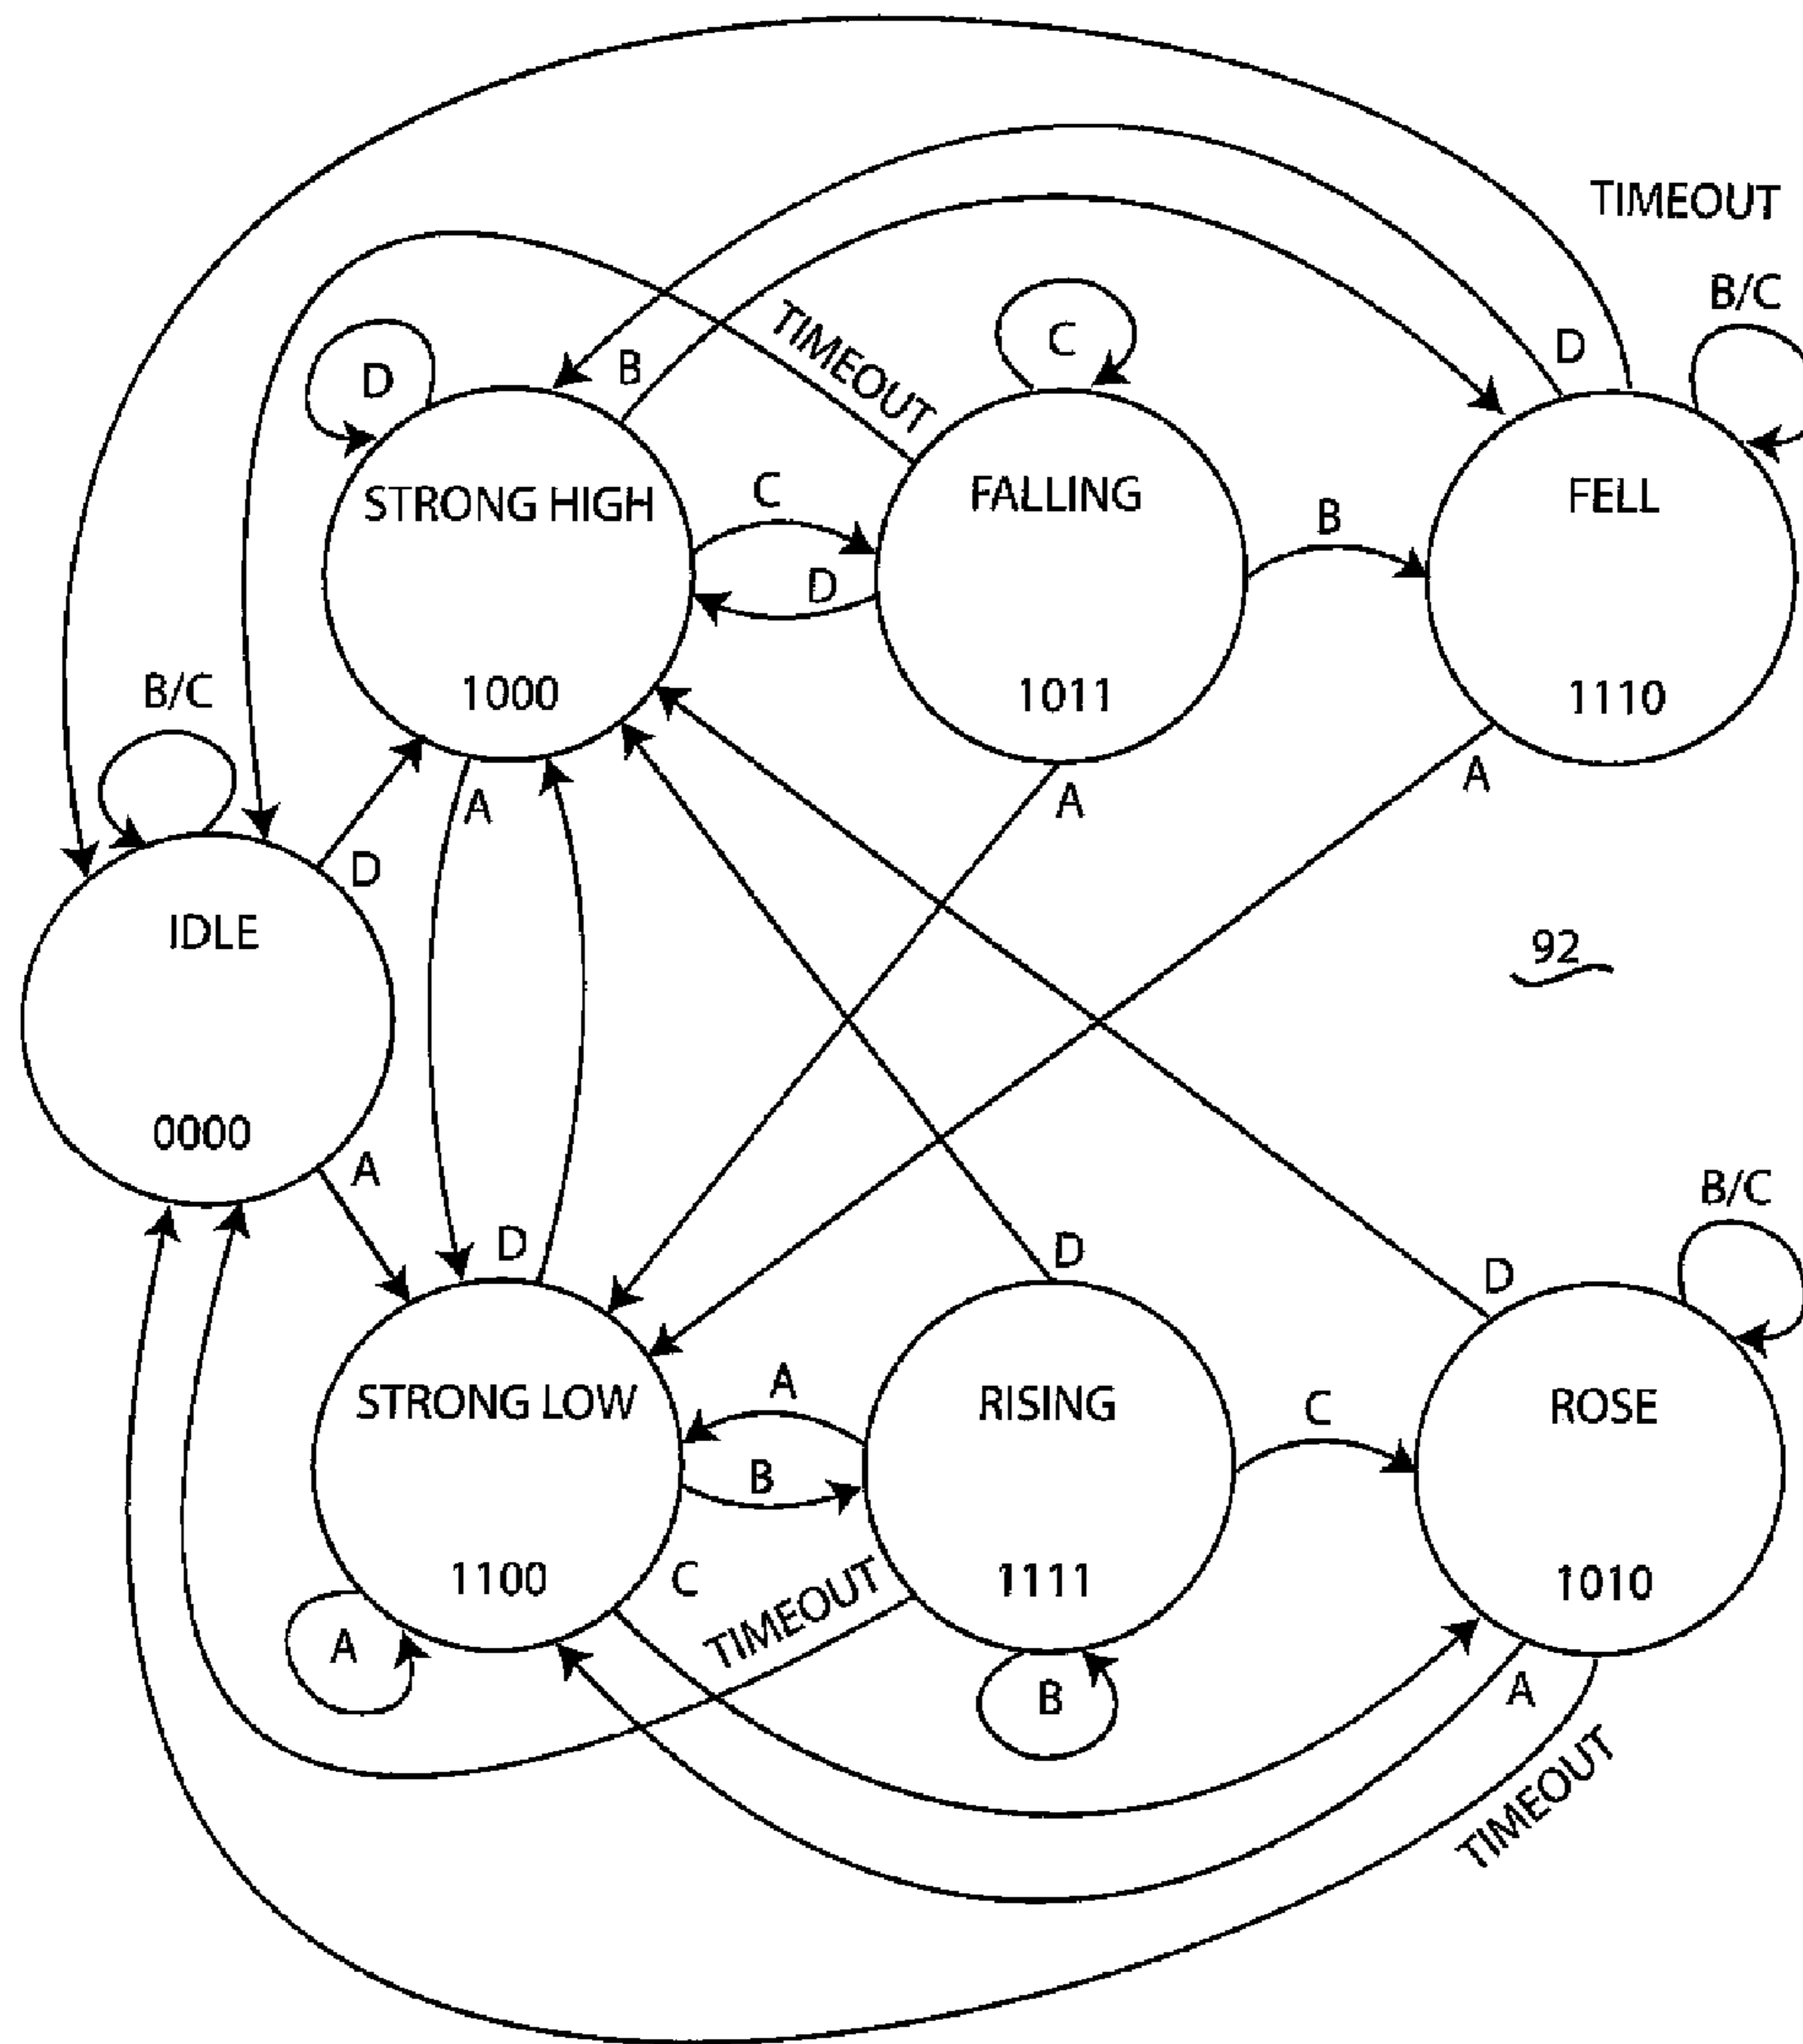 TIMEOUT
B/C
D
B
TIMEOUT
C
D
STRONG HIGH
C
FALLING
FELL
D
B
1000
1011
1110
B/C
A
A
A
D
IDLE
92
0000
A
D
D
D
B/C
STRONG LOW
A
RISING
C
ROSE
B
1100
C
TIMEOUT
1111
1010
A
B
A
TIMEOUT